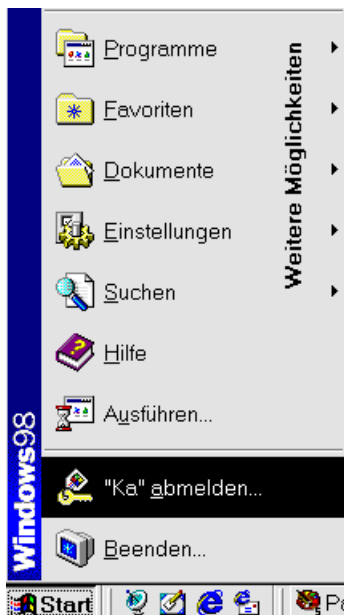 Programme
Favoriten
Dokumente
Einstellungen
Suchen
Hilfe
Ausführen...
"Ka" abmelden...
Beenden...
Weitere Möglichkeiten
Windows98
Start